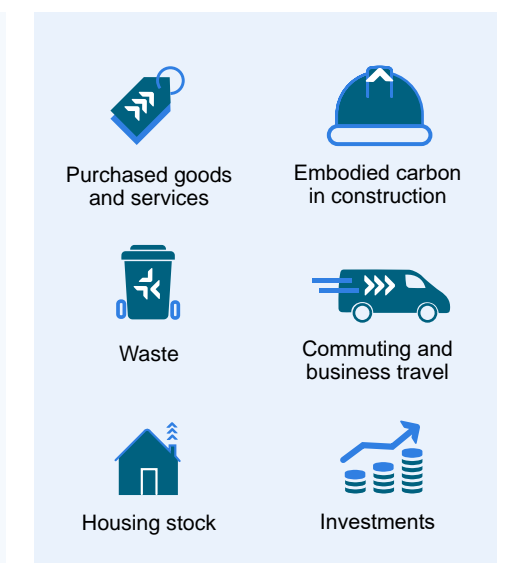 Purchased goods
and services
Embodied carbon
in construction
Waste
Commuting and
business travel
Housing stock
Investments